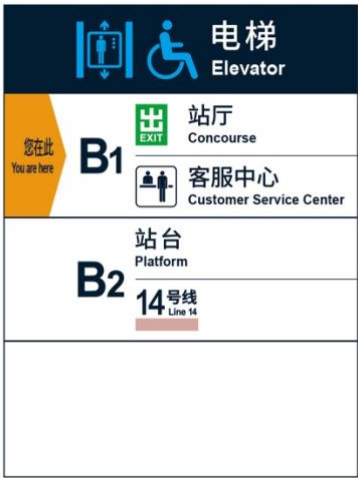 电梯
Elevator
您在此
You are here
B1
出
EXIT
站厅
Concourse
客服中心
Customer Service Center
B2
站台
Platform
14号线
Line 14